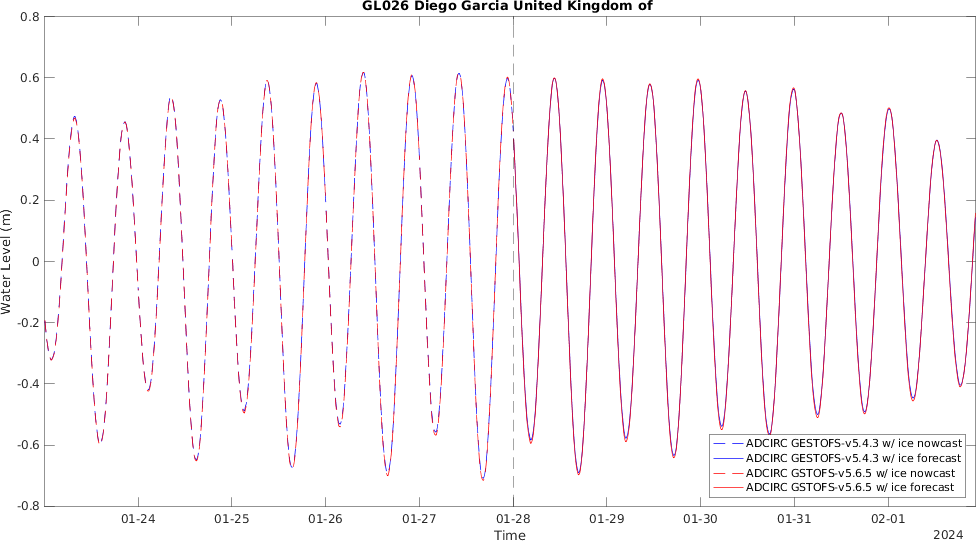 GL026 Diego Garcia United Kingdom of
0.8
0.6
0.4
0.2
0
-0.2
-0.4
-0.6
-0.8
Water Level (m)
ADCIRC GESTOFS-v5.4.3 w/ ice nowcast
ADCIRC GESTOFS-v5.4.3 w/ ice forecast
ADCIRC GSTOFS-v5.6.5 w/ ice nowcast
ADCIRC GSTOFS-v5.6.5 w/ ice forecast
01-24 01-25 01-26 01-27 01-28 01-29 01-30 01-31 02-01
Time
2024